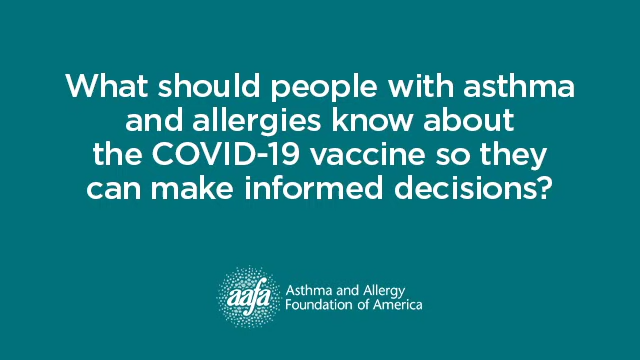 What should people with asthma
and allergies know about
the COVID-19 vaccine so they
can make informed decisions?
aafa
Asthma and Allergy
Foundation of America